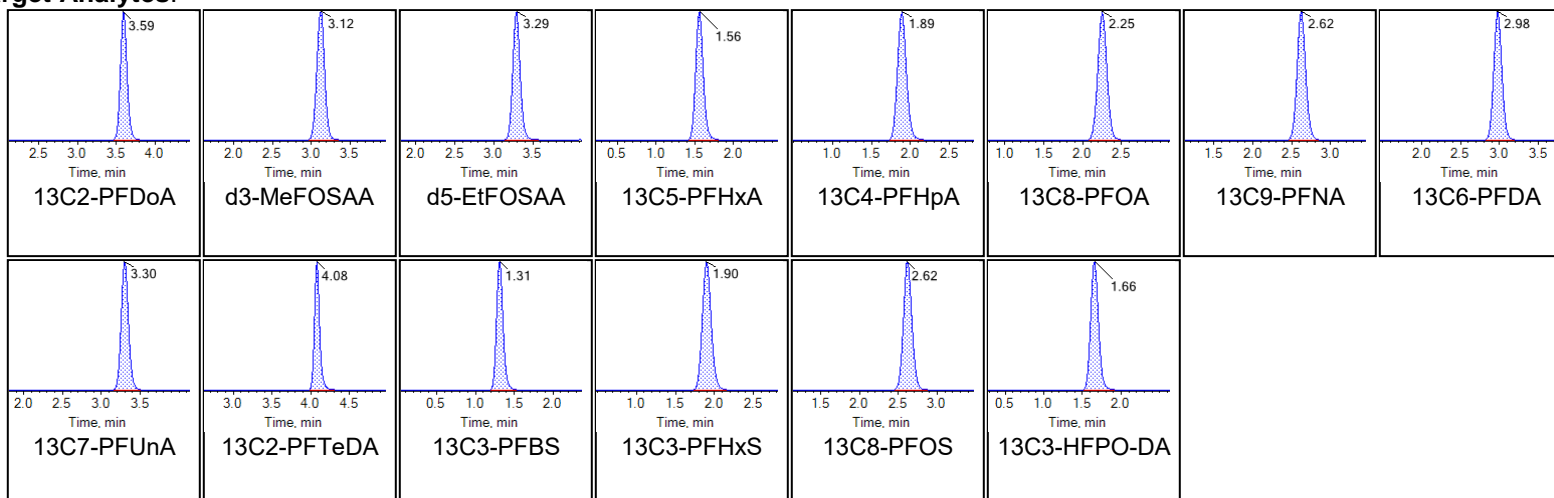 rget Analytes:
3.59 3.12 3.29 1.56 1.89 2.25 2.62 2.98
2.5 3.0 3.5 4.0 2.0 2.5 3.0 3.5 2.0 2.5 3.0 3.5 0.5 1.0 1.5 2.0 1.0 1.5 2.0 2.5 1.0 1.5 2.0 2.5 1.5 2.0 2.5 3.0 2.0 2.5 3.0 3.5
Time, min Time, min Time, min Time, min Time, min Time, min Time, min Time, min
13C2-PFDoA d3-MeFOSAA d5-EtFOSAA 13C5-PFHxA 13C4-PFHpA 13C8-PFOA 13C9-PFNA 13C6-PFDA
3.30 4.08 1.31 1.90 2.62 1.66
2.0 2.5 3.0 3.5 3.0 3.5 4.0 4.5 0.5 1.0 1.5 2.0 1.0 1.5 2.0 2.5 1.5 2.0 2.5 3.0 0.5 1.0 1.5 2.0
Time, min Time, min Time, min Time, min Time, min Time, min
13C7-PFUnA 13C2-PFTeDA 13C3-PFBS 13C3-PFHxS 13C8-PFOS 13C3-HFPO-DA